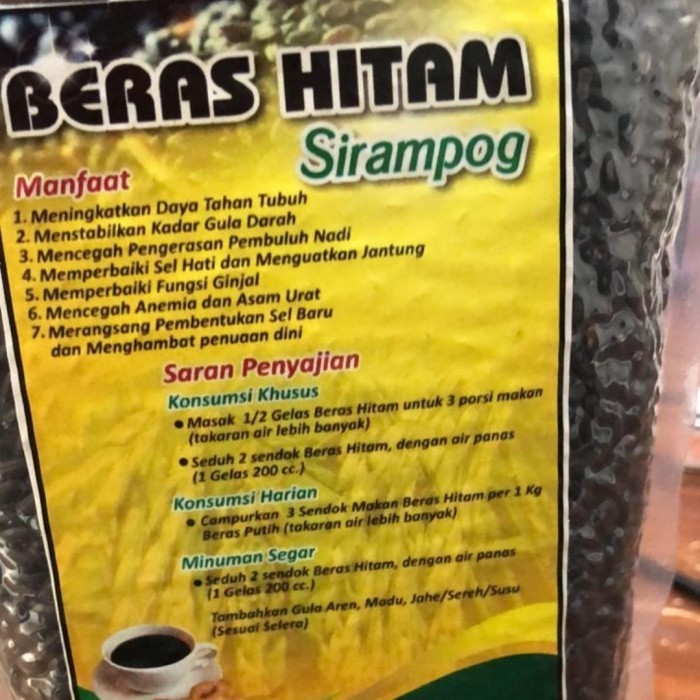 BERAS HITAM
Sirampog
Manfaat
1. Meningkatkan Daya Tahan Tubuh
2. Menstabilkan Kadar Gula Darah
3. Mencegah Pengerasan Pembuluh Nadi
4. Memperbaiki Sel Hati dan Menguatkan Jantung
5. Memperbaiki Fungsi Ginjal
6. Mencegah Anemia dan Asam Urat
7. Merangsang Pembentukan Sel Baru
dan Menghambat penuaan dini
Saran Penyajian
Konsumsi Khusus
• Masak 1/2 Gelas Beras Hitam untuk 3 porsi makan
(takaran air lebih banyak)
• Seduh 2 sendok Beras Hitam, dengan air panas
(1 Gelas 200 cc.)
Konsumsi Harian
• Campurkan 3 Sendok Makan Beras Hitam per 1 Kg
Beras Putih (takaran air lebih banyak)
Minuman Segar
• Seduh 2 sendok Beras Hitam, dengan air panas
(1 Gelas 200 cc.)
Tambahkan Gula Aren, Madu, Jahe/Sereh/Susu
(Sesuai Selera)